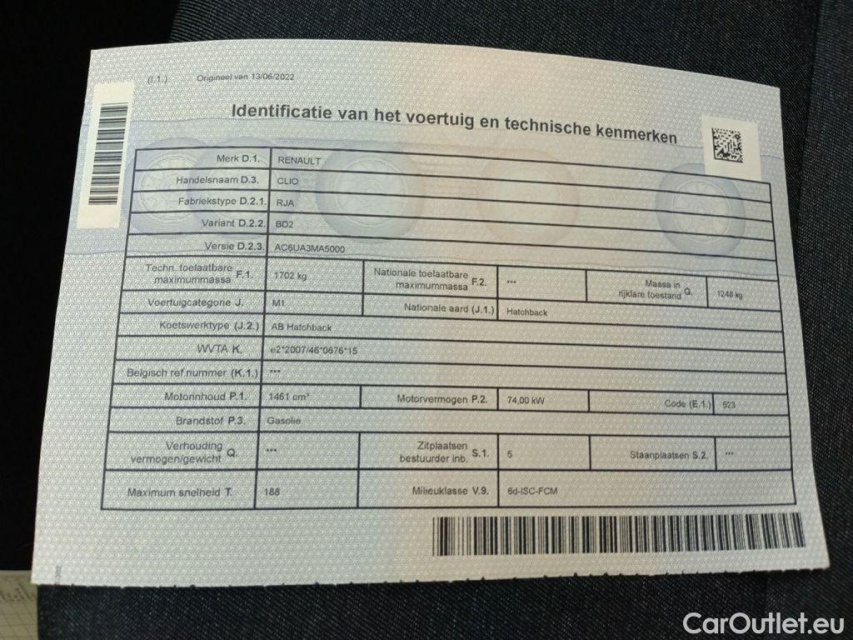 (I.1.) Origineel van 13/06/2022
Identificatie van het voertuig en technische kenmerken
Merk D.1. RENAULT
Handelsnaam D.3. CLIO
Fabriekstype D.2.1. RJA
Variant D.2.2. BD2
Versie D.2.3. AC6UA3MA5000
Techn. toelaatbare maximummassa F.1. 1702 kg Nationale toelaatbare maximummassa F.2. *** Massa in rijklare toestand G. 1248 kg
Voertuigcategorie J. M1 Nationale aard (J.1.) Hatchback
Koetswerktype (J.2.) AB Hatchback
WVTA K. e2*2007/46*0676*15
Belgisch ref.nummer (K.1.) ***
Motorinhoud P.1. 1461 cm³ Motorvermogen P.2. 74,00 kW Code (E.1.) 523
Brandstof P.3. Gasolie
Verhouding vermogen/gewicht Q. *** Zitplaatsen bestuurder inb. S.1. 5 Staanplaatsen S.2. ***
Maximum snelheid T. 188 Milieuklasse V.9. 6d-ISC-FCM
CarOutlet.eu